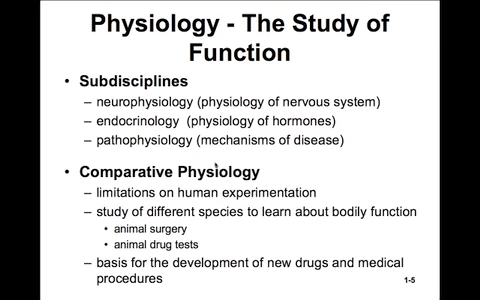 Physiology - The Study of
Function
• Subdisciplines
– neurophysiology (physiology of nervous system)
– endocrinology (physiology of hormones)
– pathophysiology (mechanisms of disease)
• Comparative Physiology
– limitations on human experimentation
– study of different species to learn about bodily function
• animal surgery
• animal drug tests
– basis for the development of new drugs and medical
procedures
1-5